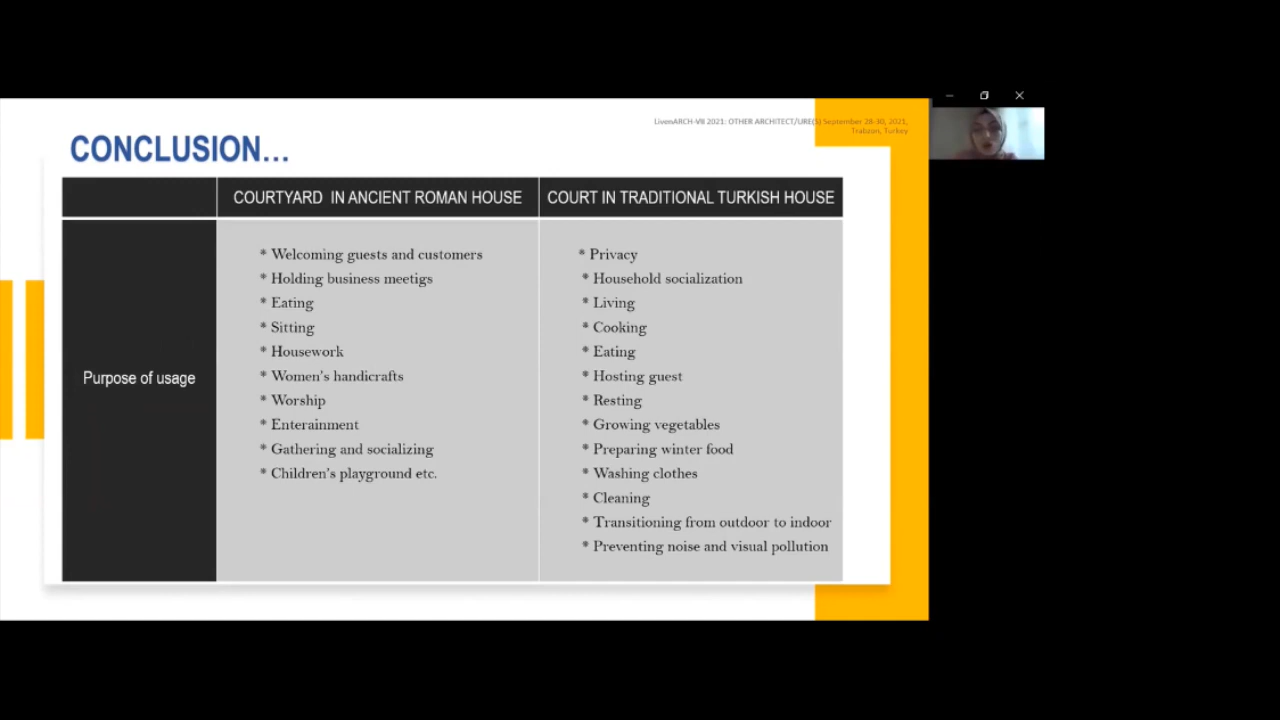 LivenARCH-VII 2021: OTHER ARCHITECT/URE(S) September 28-30, 2021,
Trabzon, Turkey
CONCLUSION…
COURTYARD IN ANCIENT ROMAN HOUSE
COURT IN TRADITIONAL TURKISH HOUSE
Purpose of usage
* Welcoming guests and customers
* Holding business meetigs
* Eating
* Sitting
* Housework
* Women's handicrafts
* Worship
* Enterainment
* Gathering and socializing
* Children's playground etc.
* Privacy
* Household socialization
* Living
* Cooking
* Eating
* Hosting guest
* Resting
* Growing vegetables
* Preparing winter food
* Washing clothes
* Cleaning
* Transitioning from outdoor to indoor
* Preventing noise and visual pollution